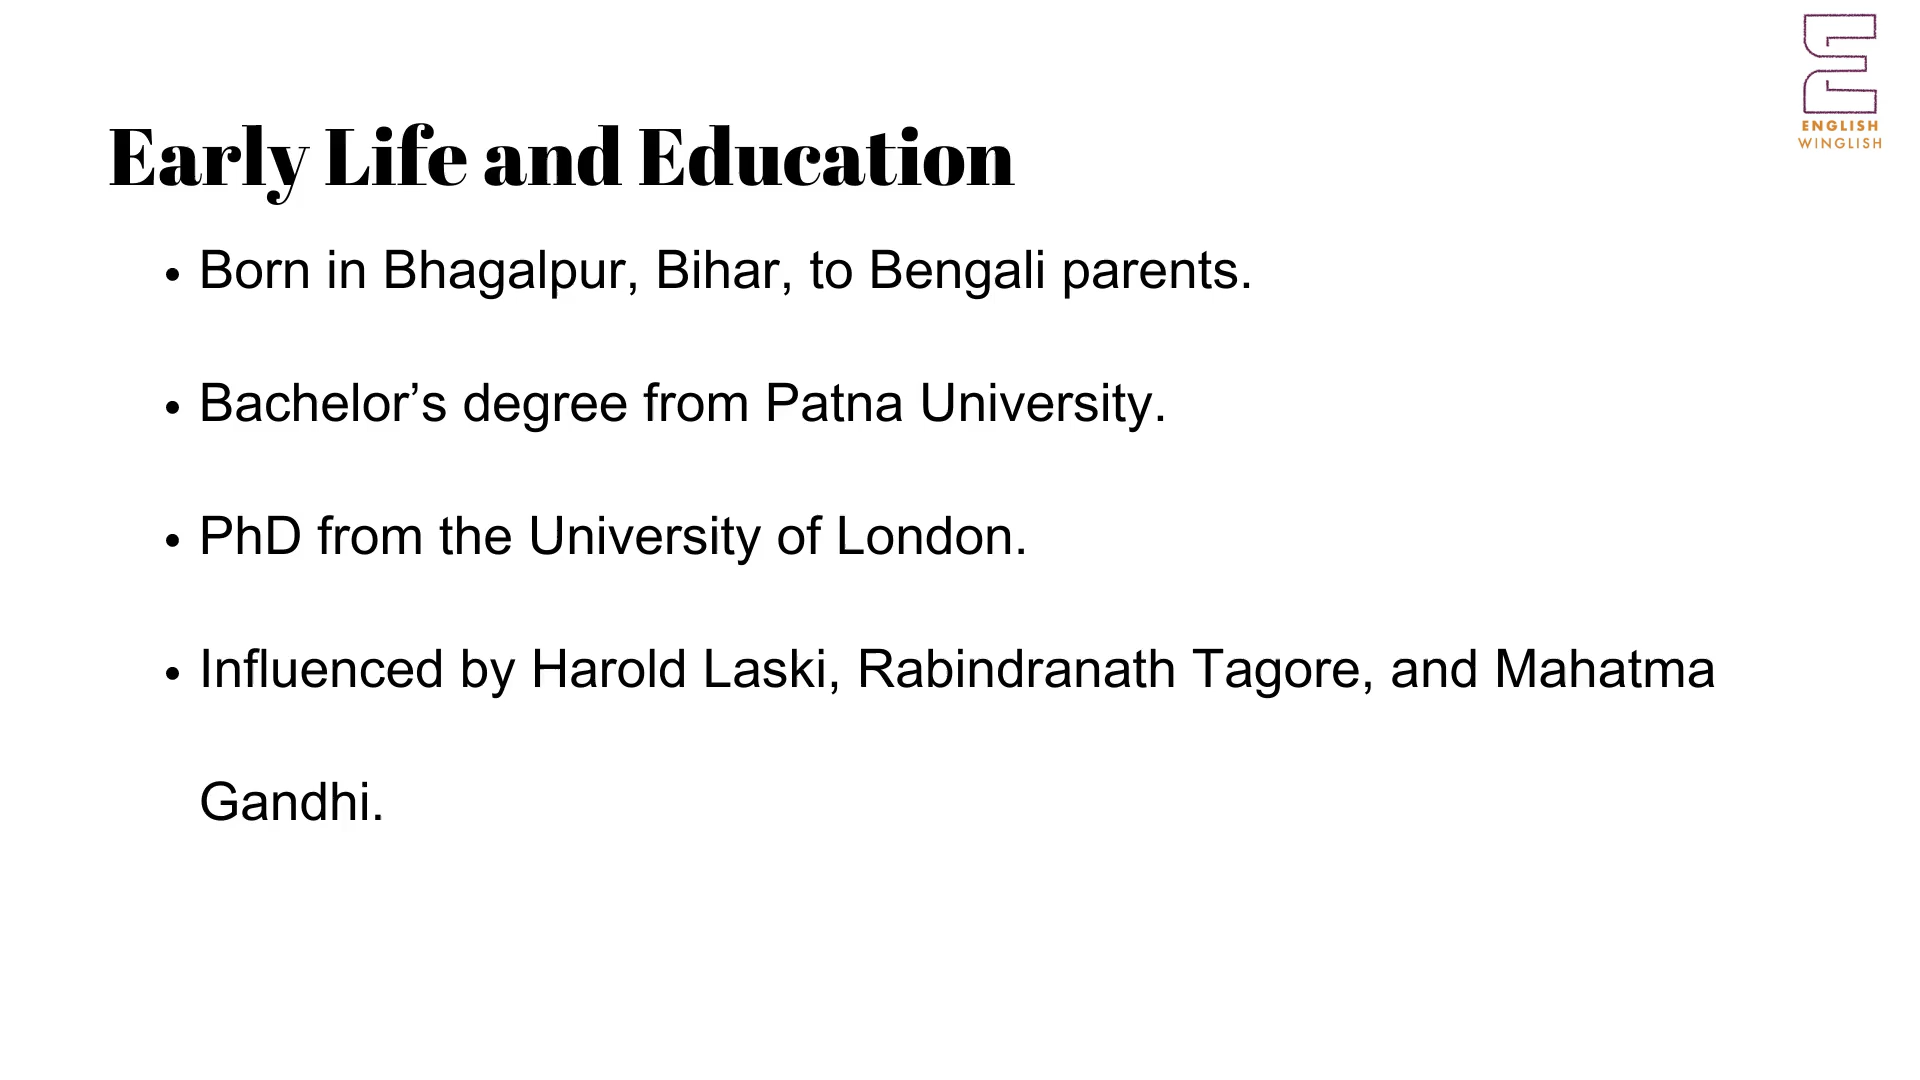 ENGLISH
WINGLISH
Early Life and Education
• Born in Bhagalpur, Bihar, to Bengali parents.
• Bachelor’s degree from Patna University.
• PhD from the University of London.
• Influenced by Harold Laski, Rabindranath Tagore, and Mahatma
Gandhi.